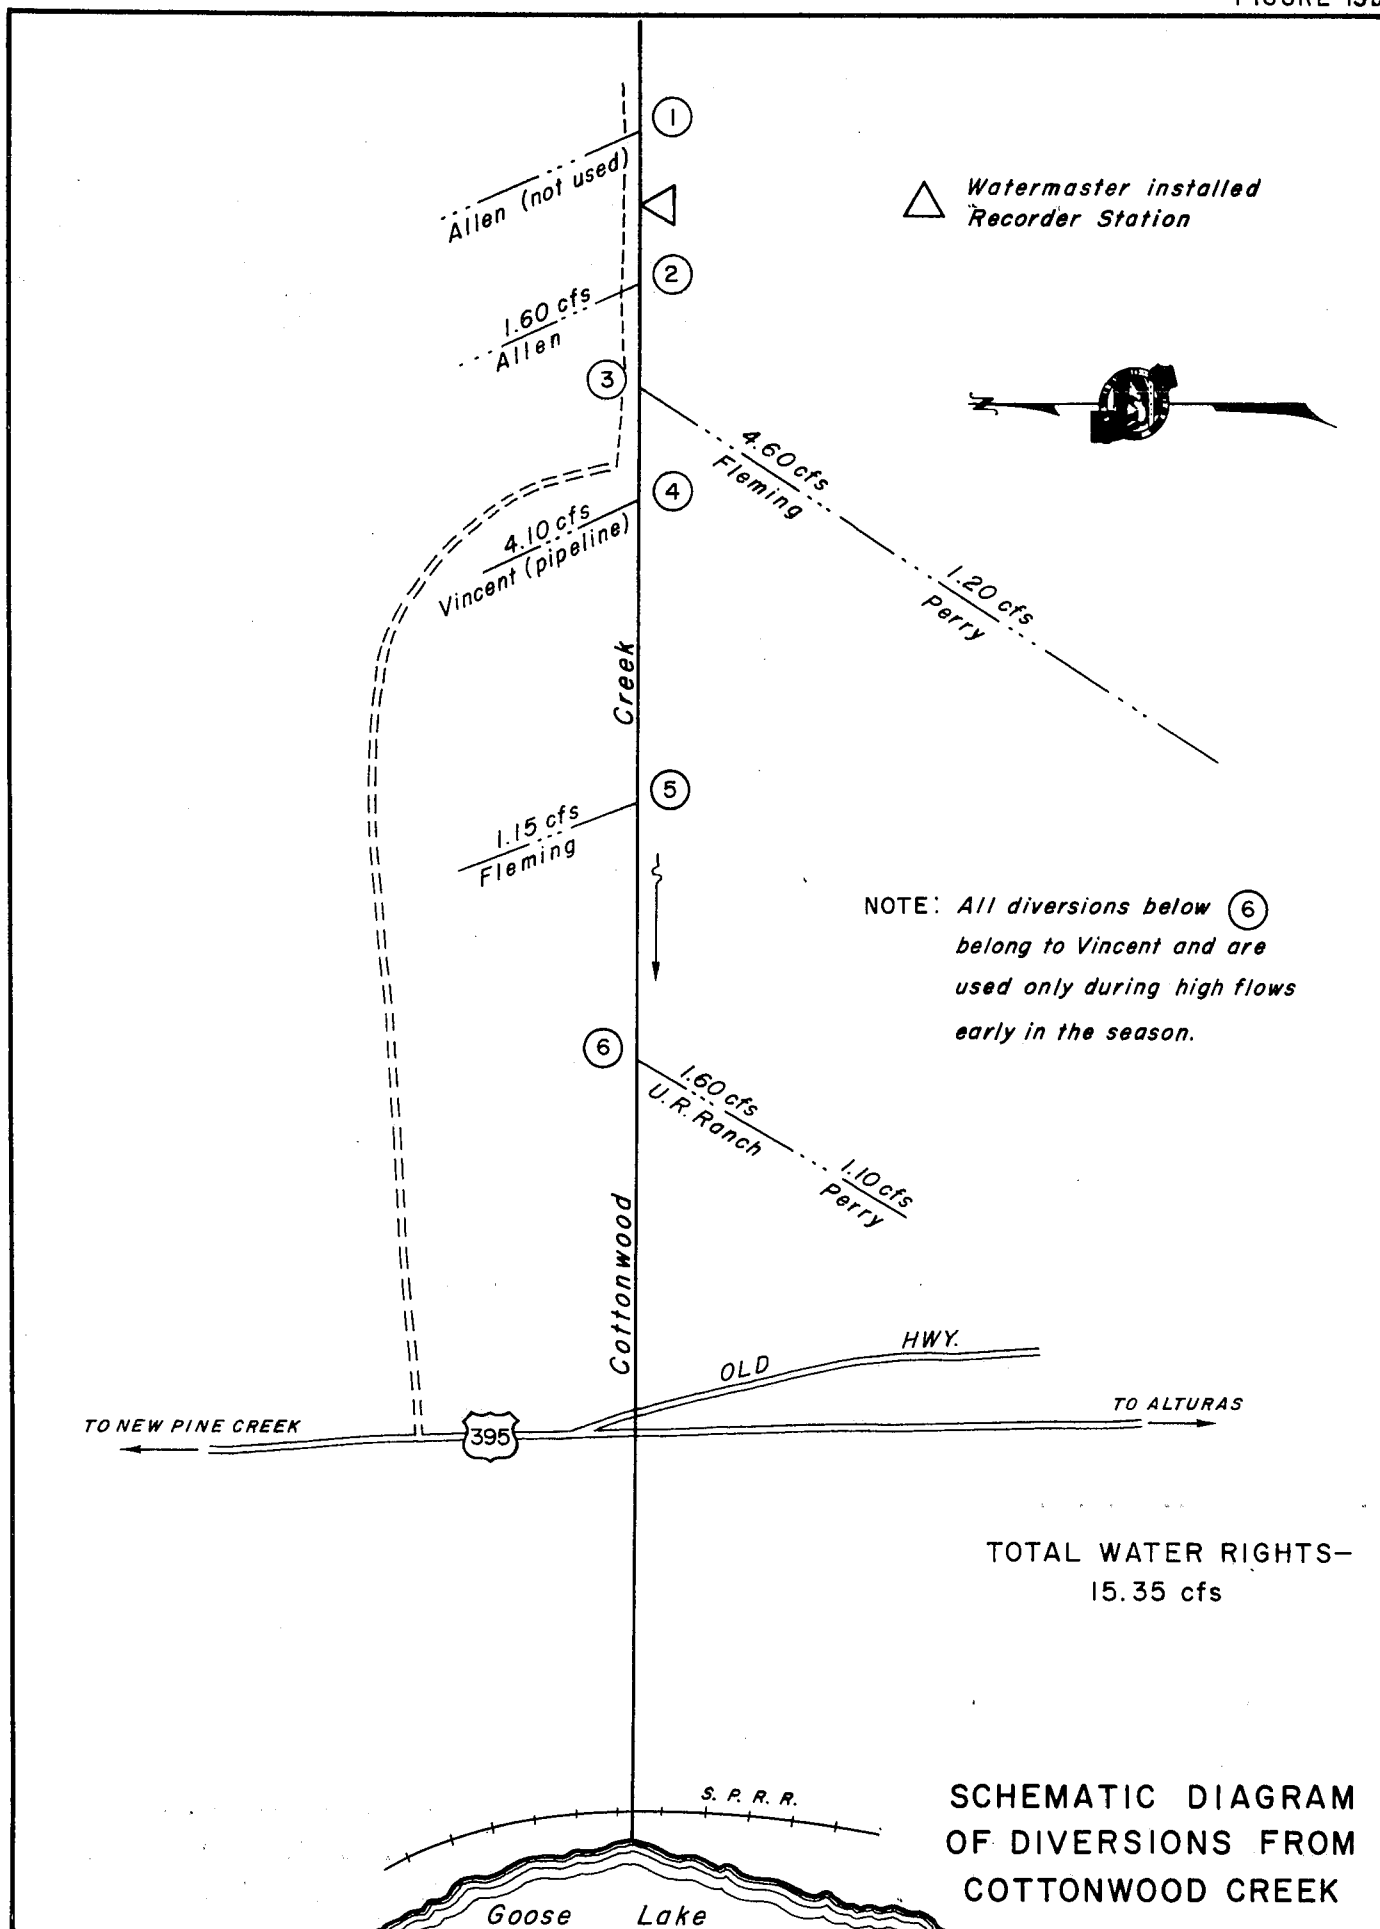 1
Allen (not used)
Watermaster installed
Recorder Station
2
1.60 cfs
Allen
3
N
4.60 cfs
Fleming
4
4.10 cfs
Vincent (pipeline)
1.20 cfs
Perry
Creek
5
1.15 cfs
Fleming
NOTE: All diversions below 6
belong to Vincent and are
used only during high flows
early in the season.
6
1.60 cfs
U.R. Ranch
1.10 cfs
Perry
Cottonwood
OLD HWY.
TO NEW PINE CREEK
395
TO ALTURAS
TOTAL WATER RIGHTS—
15.35 cfs
S. P. R. R.
SCHEMATIC DIAGRAM
OF DIVERSIONS FROM
COTTONWOOD CREEK
Goose Lake